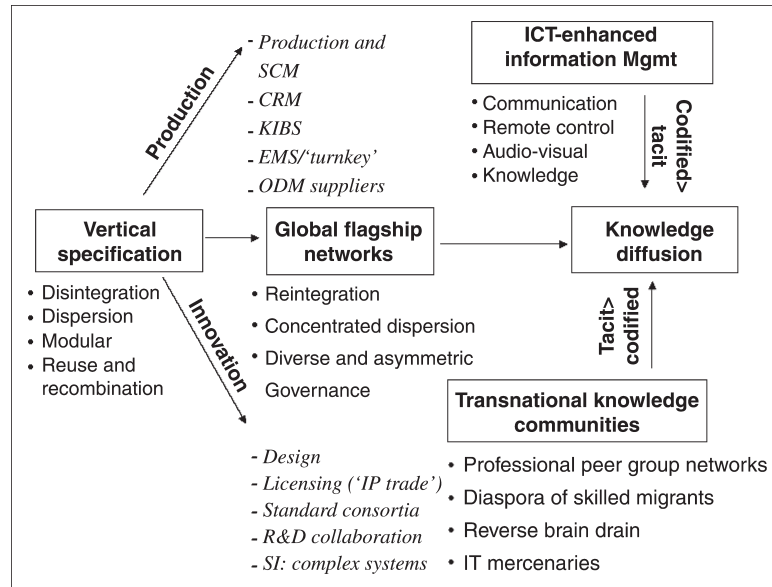 Production
- Production and
SCM
- CRM
- KIBS
- EMS/‘turnkey’
- ODM suppliers
ICT-enhanced
information Mgmt
• Communication
• Remote control
• Audio-visual
• Knowledge
Codified>
tacit
Vertical
specification
• Disintegration
• Dispersion
• Modular
• Reuse and
recombination
Global flagship
networks
• Reintegration
• Concentrated dispersion
• Diverse and asymmetric
Governance
Knowledge
diffusion
Innovation
- Design
- Licensing (‘IP trade’)
- Standard consortia
- R&D collaboration
- SI: complex systems
Tacit>
codified
Transnational knowledge
communities
• Professional peer group networks
• Diaspora of skilled migrants
• Reverse brain drain
• IT mercenaries